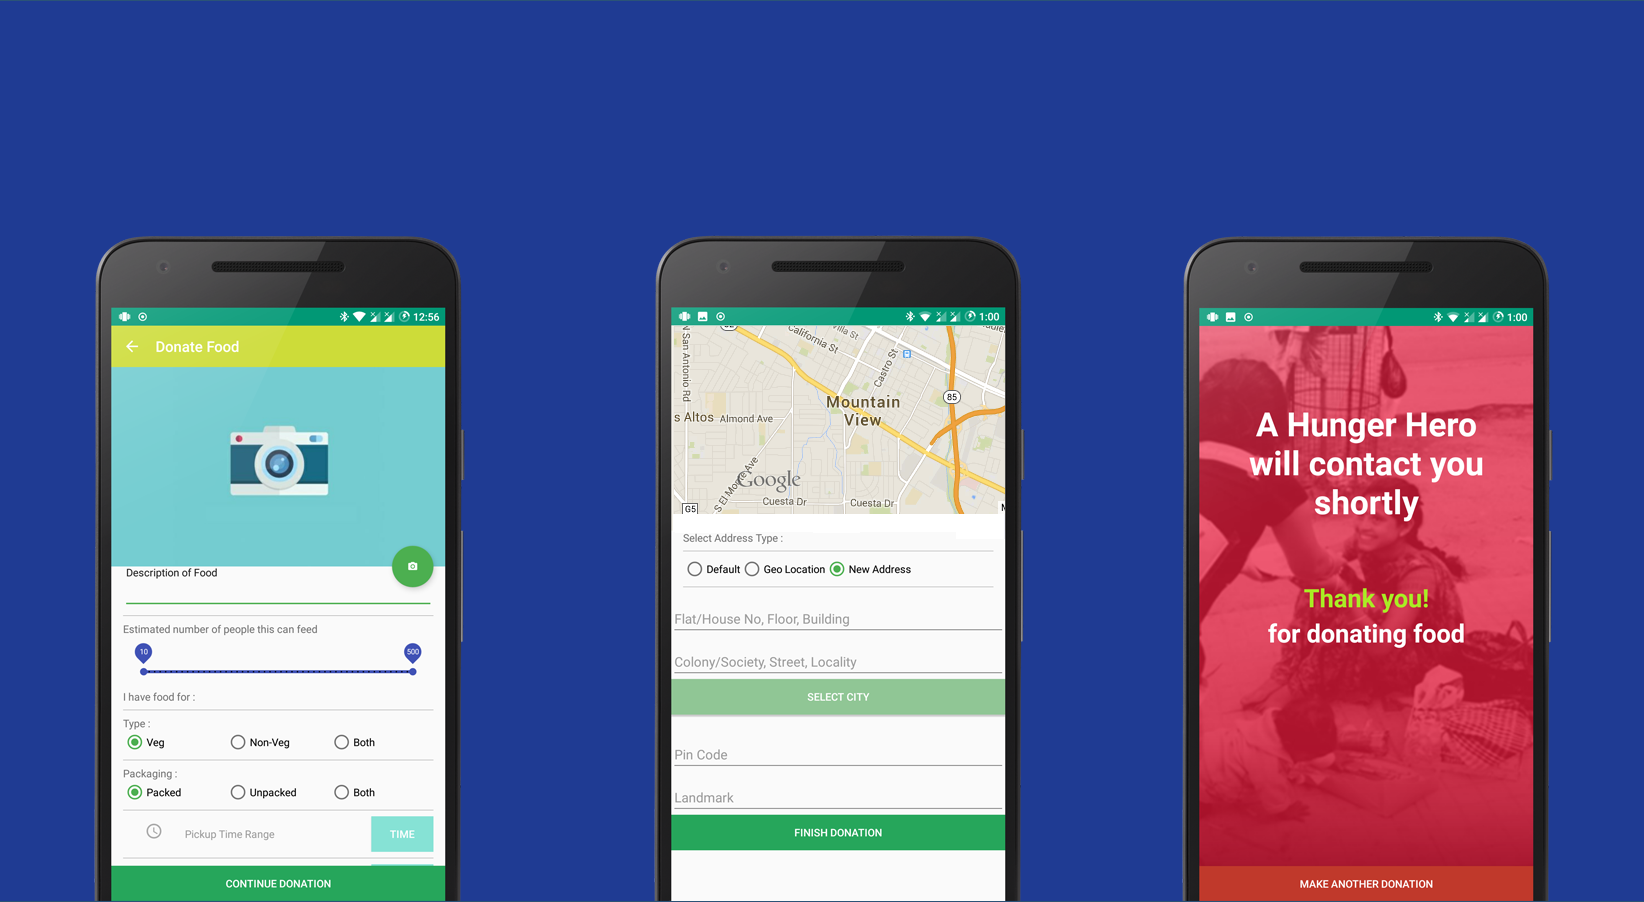 12:56
Donate Food
Description of Food
Estimated number of people this can feed
10 500
I have food for :
Type :
Veg Non-Veg Both
Packaging :
Packed Unpacked Both
Pickup Time Range TIME
CONTINUE DONATION
1:00
N San Antonio Rd
California St
Villa St
Castro St
85
Mountain
View
s Altos Almond Ave
S El Monte Ave
Google
Cuesta Dr Cuesta Dr
G5
Select Address Type :
Default Geo Location New Address
Flat/House No, Floor, Building
Colony/Society, Street, Locality
SELECT CITY
Pin Code
Landmark
FINISH DONATION
1:00
A Hunger Hero
will contact you
shortly
Thank you!
for donating food
MAKE ANOTHER DONATION